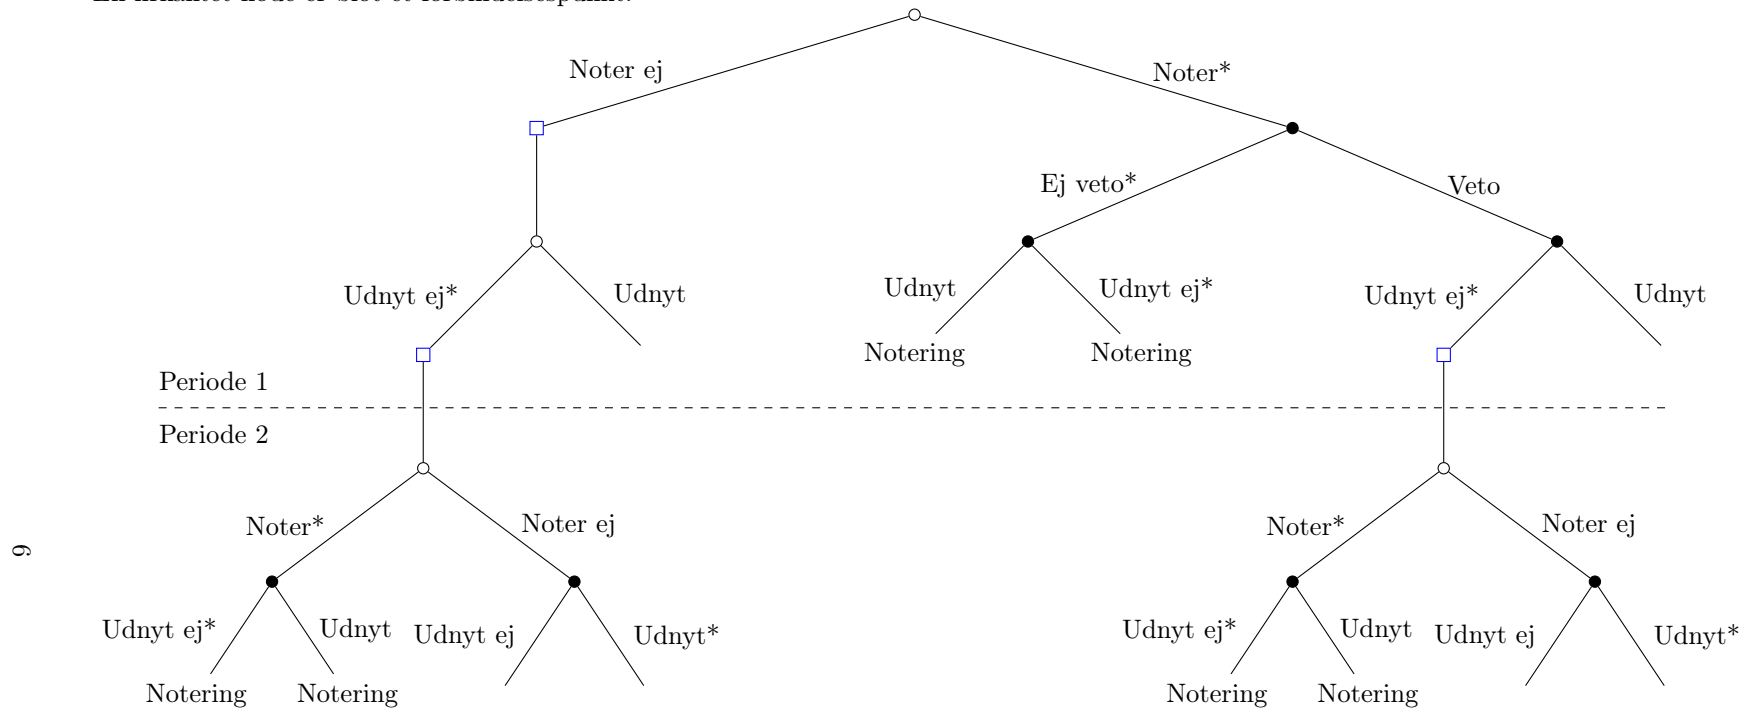 Noter ej
Noter*
Ej veto*
Veto
Udnyt ej*
Udnyt
Udnyt
Udnyt ej*
Udnyt ej*
Udnyt
Notering
Notering
Periode 1
Periode 2
Noter*
Noter ej
Noter*
Noter ej
9
Udnyt ej*
Udnyt
Udnyt ej
Udnyt*
Udnyt ej*
Udnyt
Udnyt ej
Udnyt*
Notering
Notering
Notering
Notering